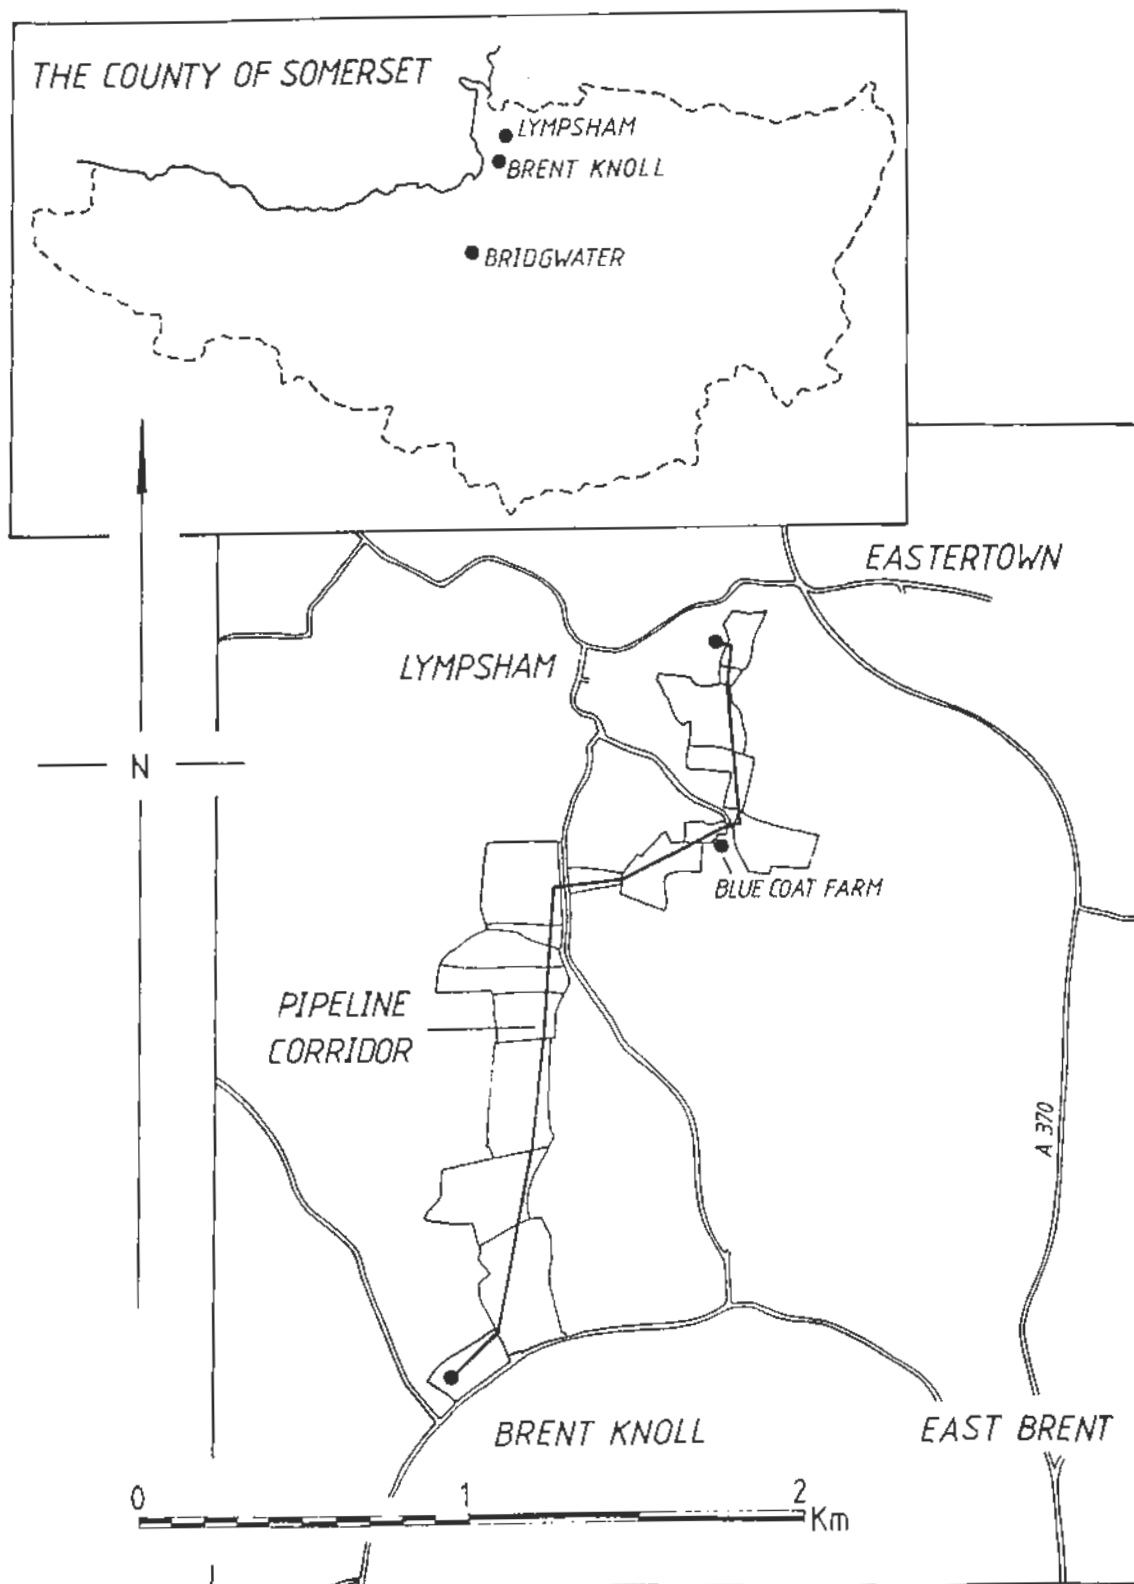 THE COUNTY OF SOMERSET
LYMPSHAM
BRENT KNOLL
BRIDGWATER
EASTERTOWN
LYMPSHAM
N
BLUE COAT FARM
PIPELINE
CORRIDOR
A 370
BRENT KNOLL
EAST BRENT
0 1 2
Km